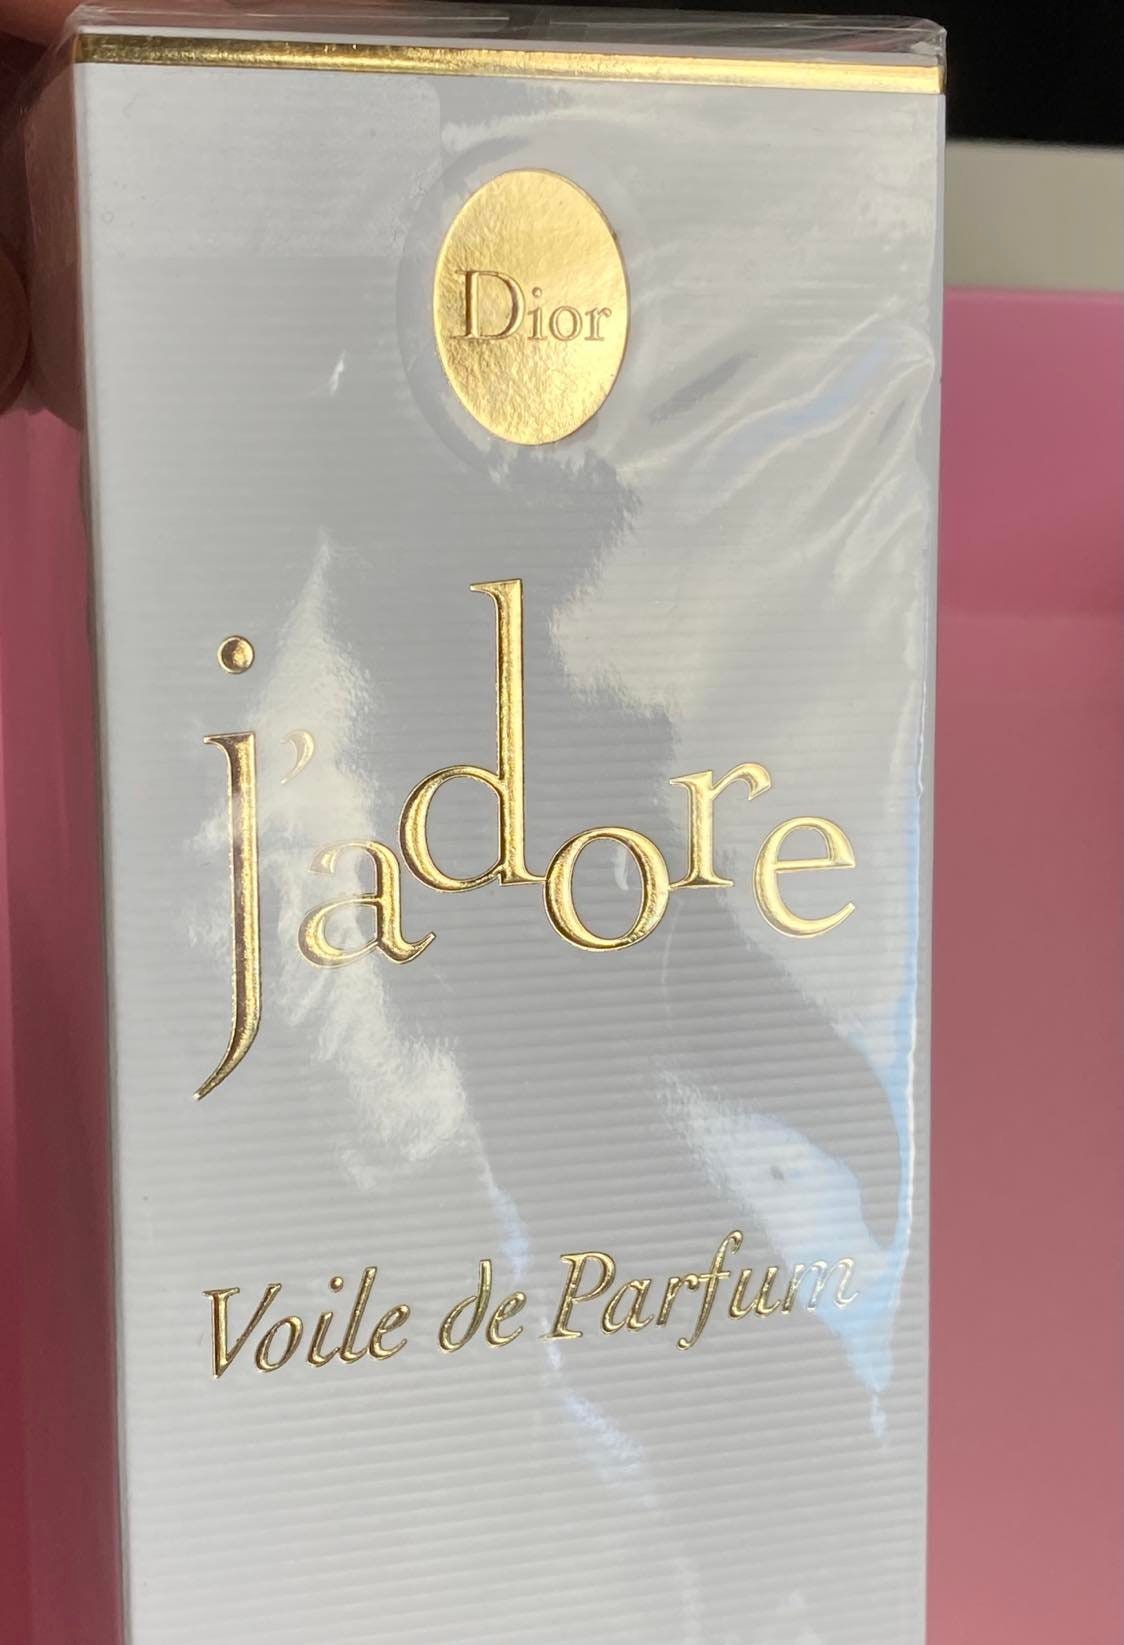 Dior
j'adore
Voile de Parfum